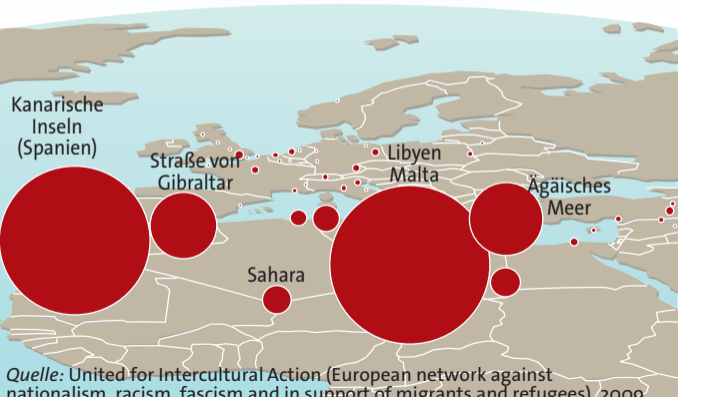 Kanarische
Inseln
(Spanien)
Straße von
Gibraltar
Libyen
Malta
Ägäisches
Meer
Sahara
Quelle: United for Intercultural Action (European network against
nationalism, racism, fascism and in support of migrants and refugees), 2009